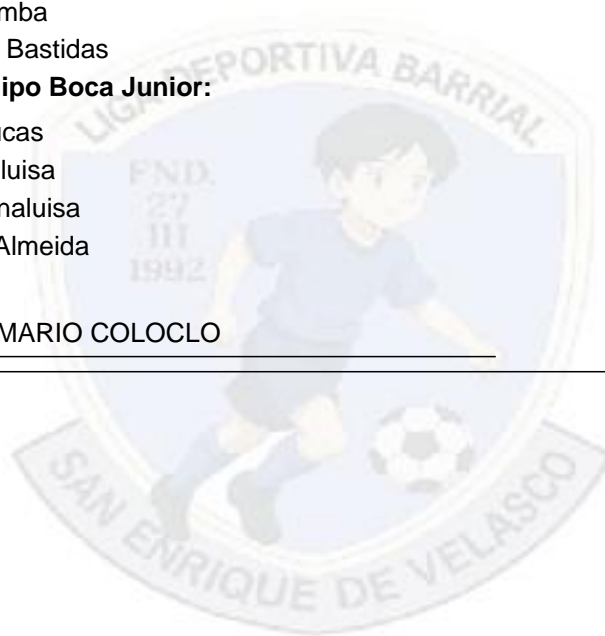 mba
Bastidas
ipo Boca Junior:
cas
luisa
naluisa
Almeida
MARIO COLOCLO
LIGA DEPORTIVA BARRIAL
FND.
27
III
1992
SAN ENRIQUE DE VELASCO